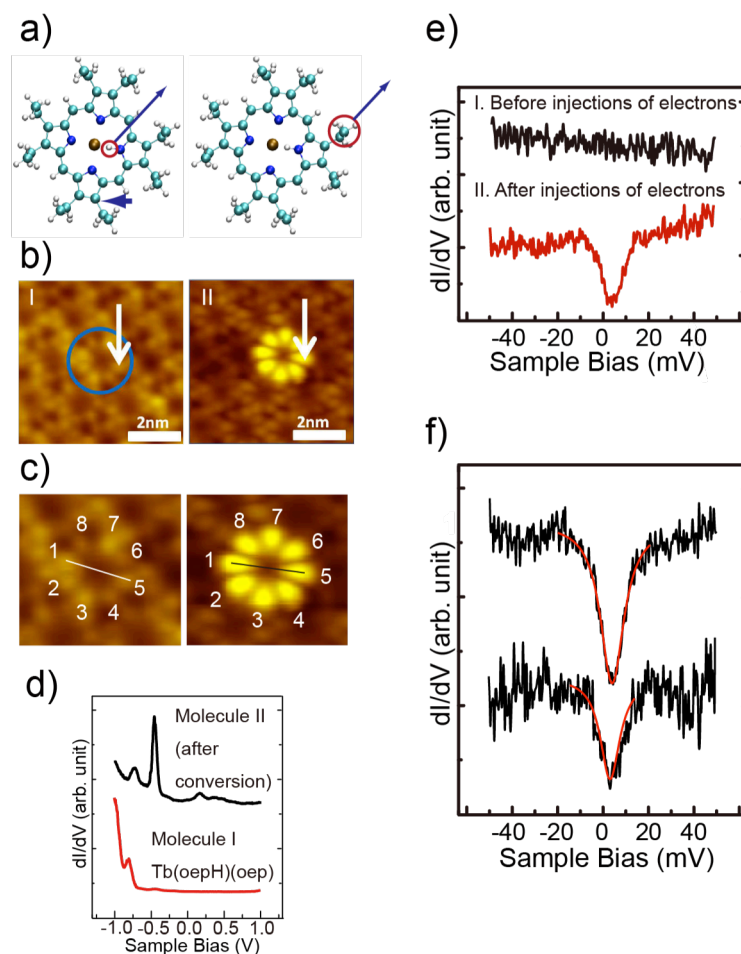 a)
b)
I
II
2nm
2nm
c)
8
7
1
6
2
5
3
4
8
7
6
1
5
2
4
3
d)
dI/dV (arb. unit)
Molecule II
(after
conversion)
Molecule I
Tb(oepH)(oep)
-1.0
-0.5
0.0
0.5
1.0
Sample Bias (V)
e)
dI/dV (arb. unit)
I. Before injections of electrons
II. After injections of electrons
-40
-20
0
20
40
Sample Bias (mV)
f)
dI/dV (arb. unit)
-40
-20
0
20
40
Sample Bias (mV)